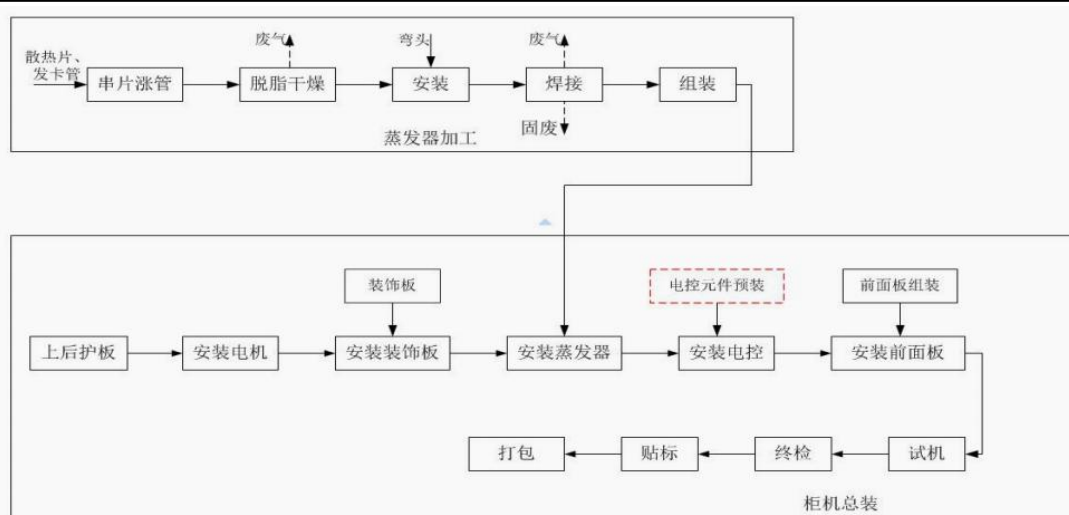 废气
弯头
废气
散热片、
发卡管
串片涨管
脱脂干燥
安装
焊接
组装
固废
蒸发器加工
装饰板
电控元件预装
前面板组装
上后护板
安装电机
安装装饰板
安装蒸发器
安装电控
安装前面板
打包
贴标
终检
试机
柜机总装